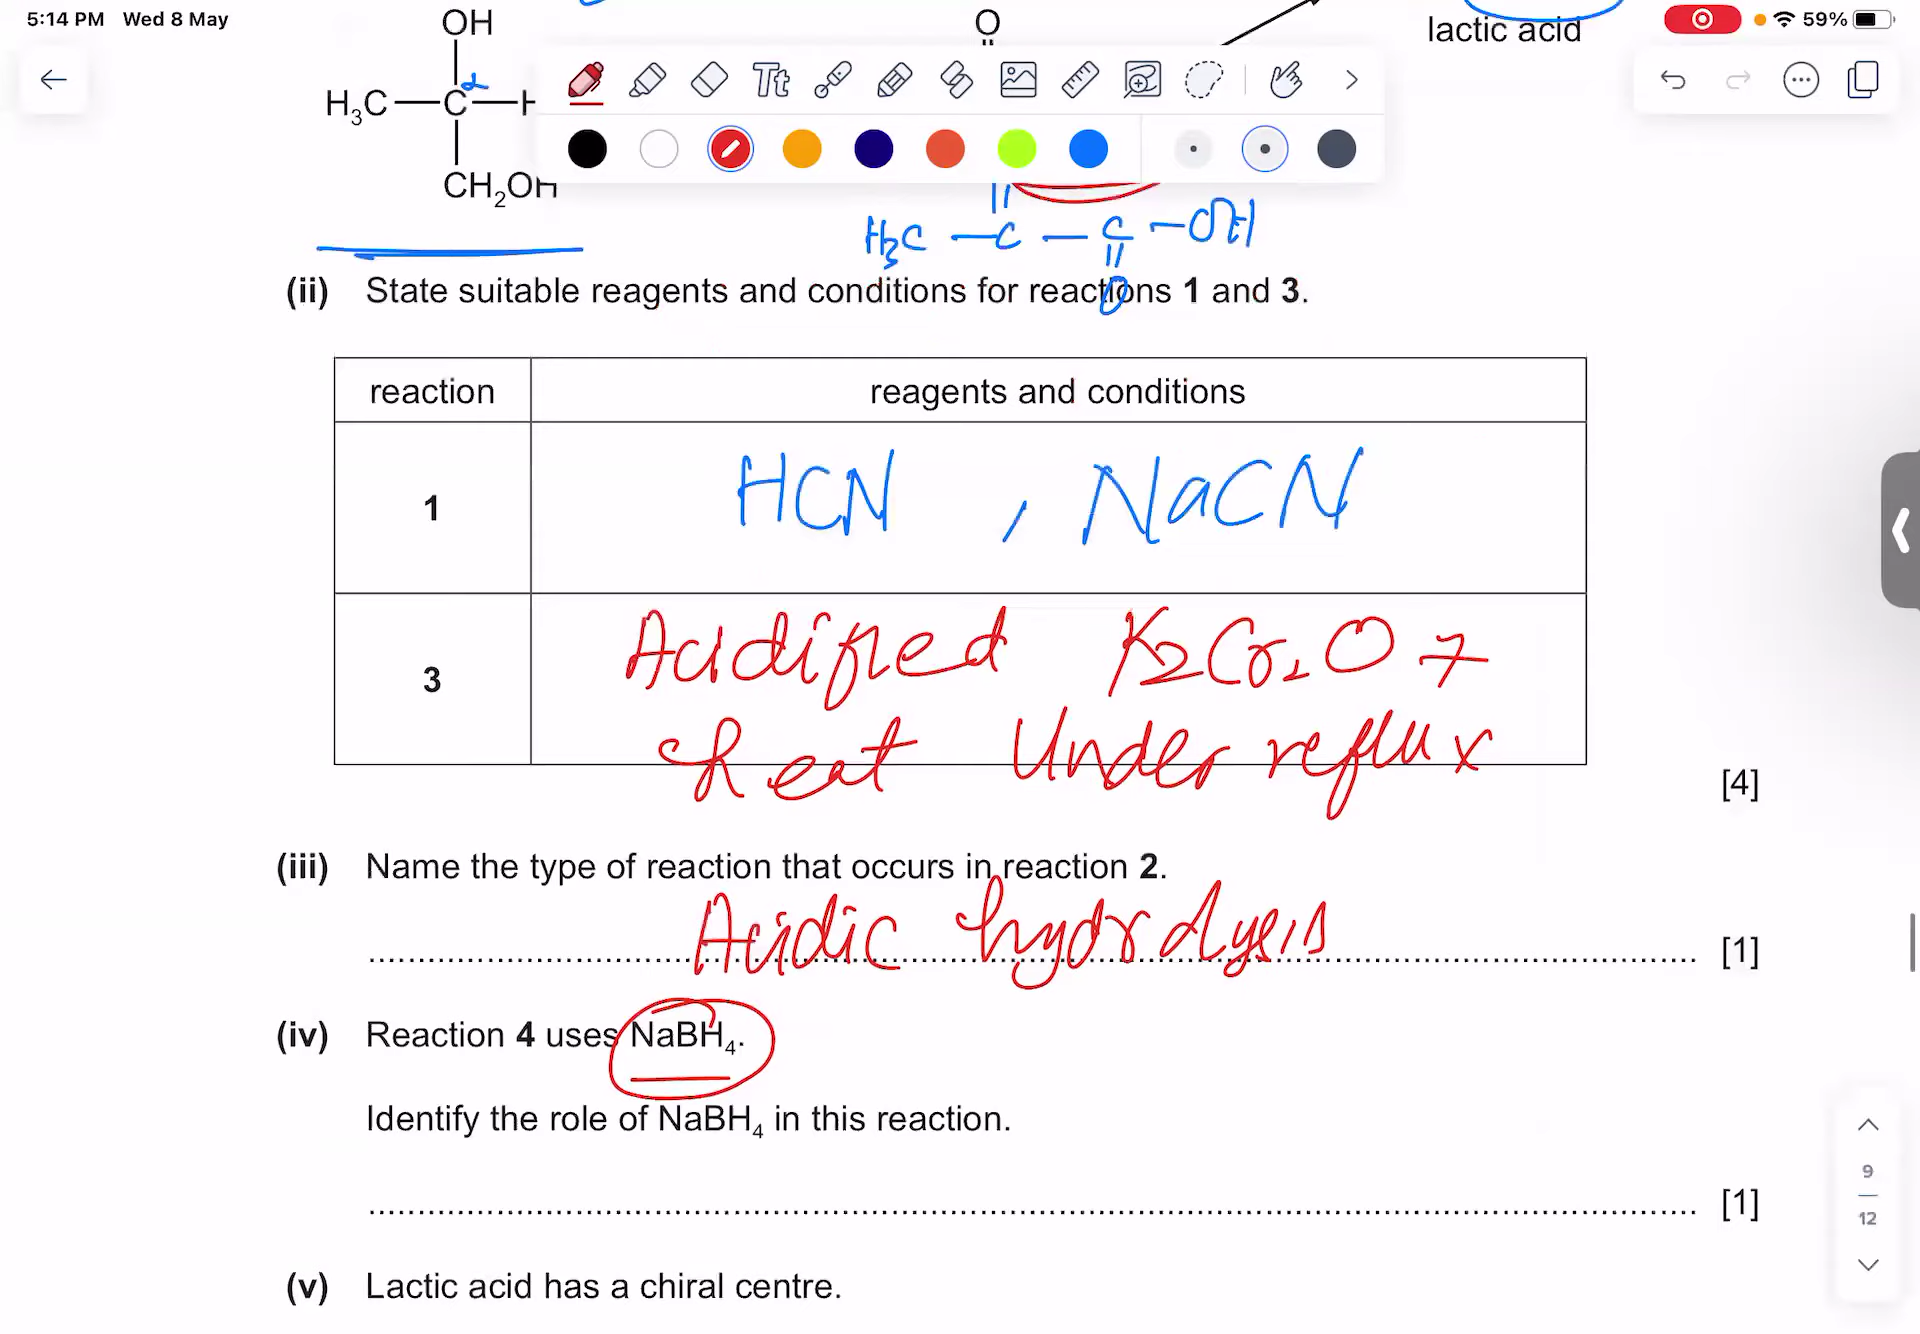 5:14 PM Wed 8 May
59%
OH
O
lactic acid
α
H₃C—C—H
Tt
CH₂OH
H₃C — C — C — OH
O
(ii) State suitable reagents and conditions for reactions 1 and 3.
reaction reagents and conditions
1 HCN , NaCN
3 Acidified K₂Cr₂O7
heat Under reflux
[4]
(iii) Name the type of reaction that occurs in reaction 2.
Acidic hydrolysis [1]
(iv) Reaction 4 uses NaBH₄.
Identify the role of NaBH₄ in this reaction.
[1]
9
12
(v) Lactic acid has a chiral centre.